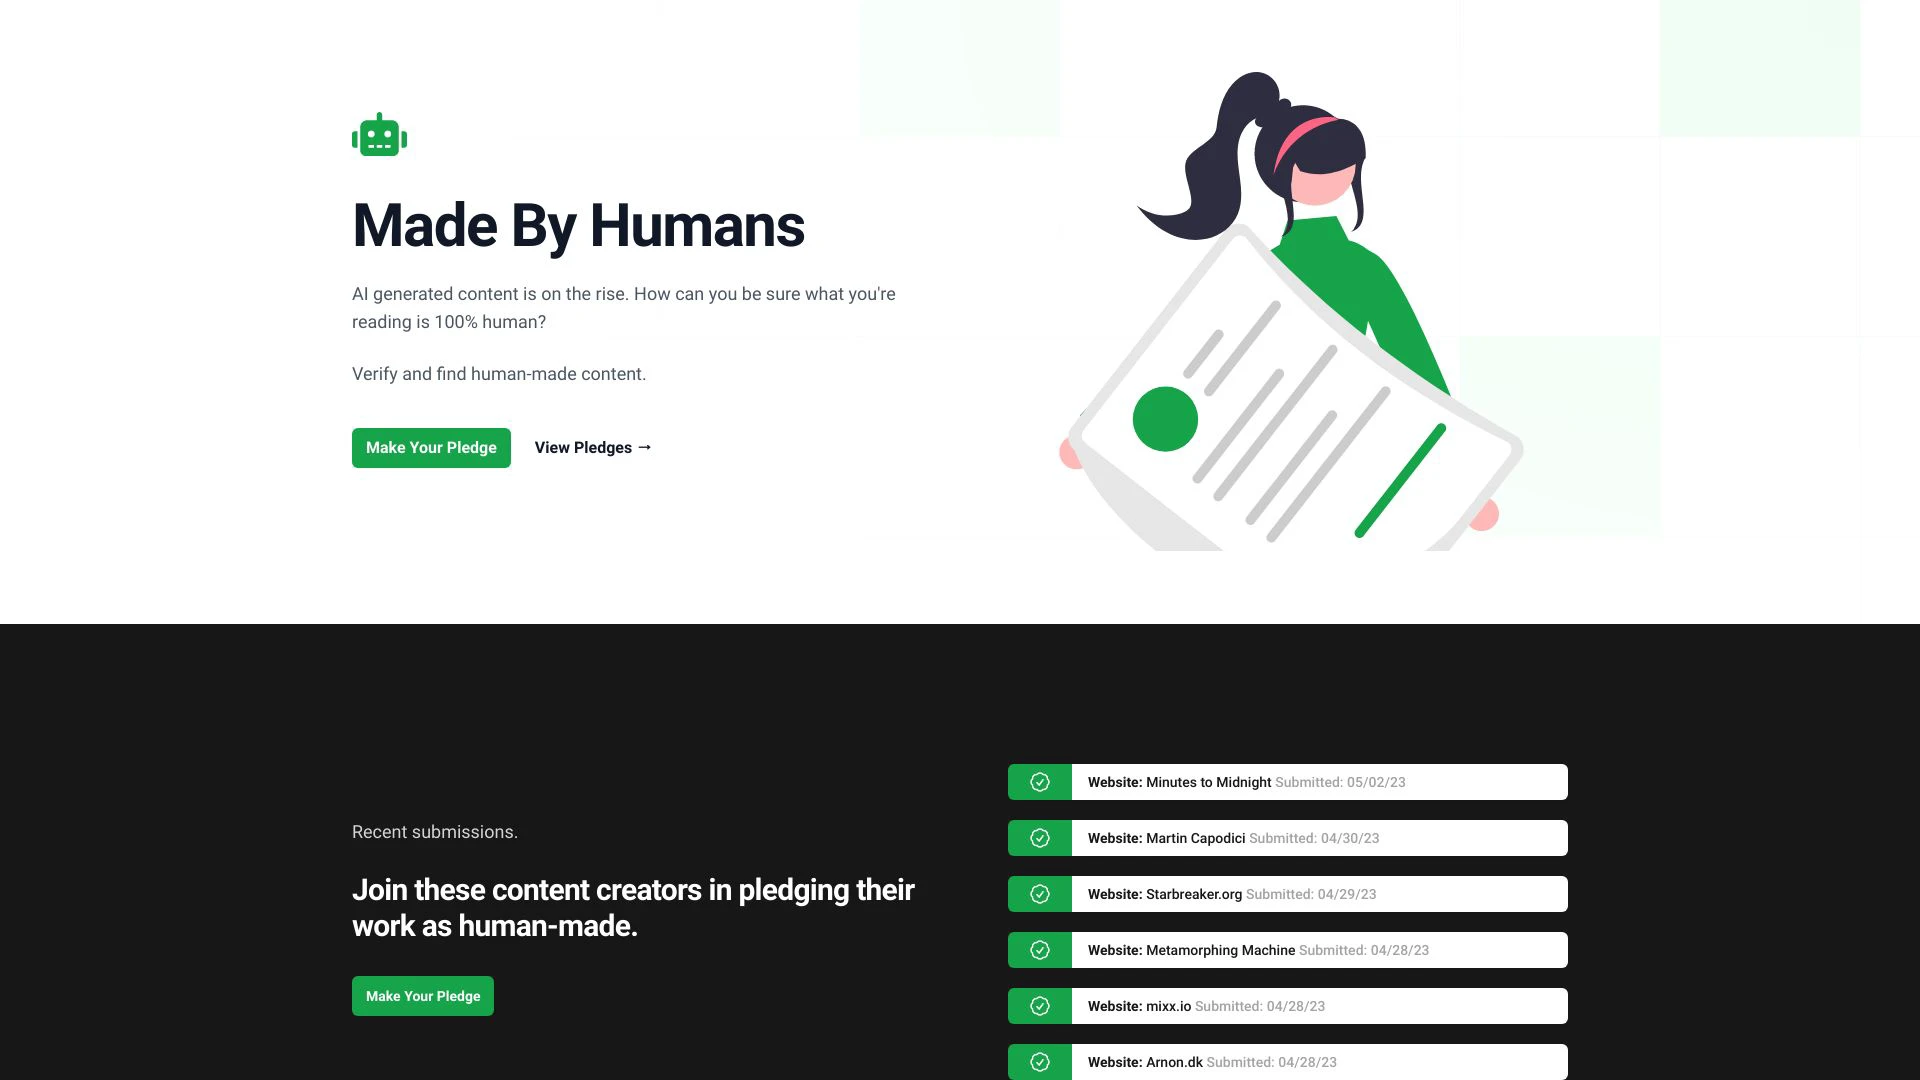 Made By Humans
AI generated content is on the rise. How can you be sure what you're
reading is 100% human?
Verify and find human-made content.
Make Your Pledge
View Pledges →
Recent submissions.
Join these content creators in pledging their
work as human-made.
Make Your Pledge
Website: Minutes to Midnight Submitted: 05/02/23
Website: Martin Capodici Submitted: 04/30/23
Website: Starbreaker.org Submitted: 04/29/23
Website: Metamorphing Machine Submitted: 04/28/23
Website: mixx.io Submitted: 04/28/23
Website: Arnon.dk Submitted: 04/28/23